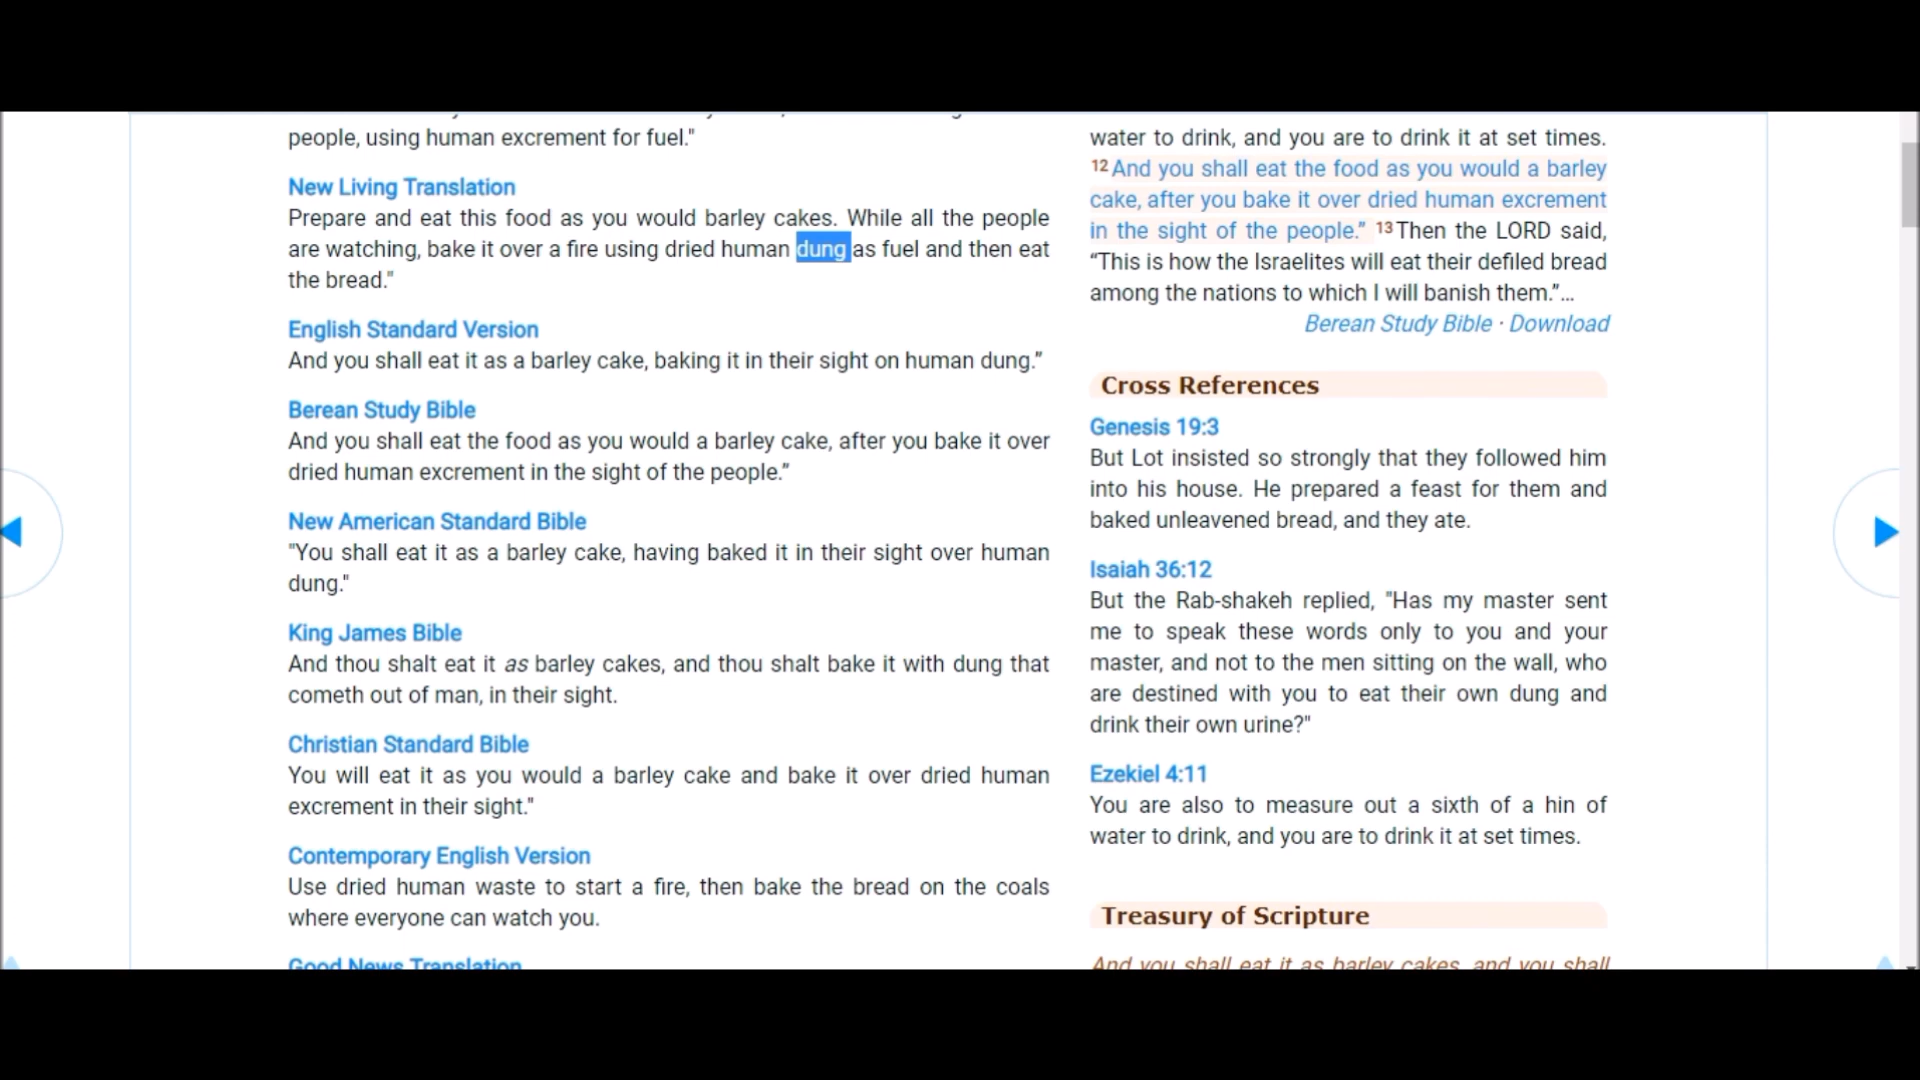 people, using human excrement for fuel."
New Living Translation
Prepare and eat this food as you would barley cakes. While all the people
are watching, bake it over a fire using dried human dung as fuel and then eat
the bread."
English Standard Version
And you shall eat it as a barley cake, baking it in their sight on human dung.”
Berean Study Bible
And you shall eat the food as you would a barley cake, after you bake it over
dried human excrement in the sight of the people.”
New American Standard Bible
"You shall eat it as a barley cake, having baked it in their sight over human
dung."
King James Bible
And thou shalt eat it as barley cakes, and thou shalt bake it with dung that
cometh out of man, in their sight.
Christian Standard Bible
You will eat it as you would a barley cake and bake it over dried human
excrement in their sight."
Contemporary English Version
Use dried human waste to start a fire, then bake the bread on the coals
where everyone can watch you.
Good News Translation
water to drink, and you are to drink it at set times.
12And you shall eat the food as you would a barley
cake, after you bake it over dried human excrement
in the sight of the people.” 13Then the LORD said,
“This is how the Israelites will eat their defiled bread
among the nations to which I will banish them.”…
Berean Study Bible · Download
Cross References
Genesis 19:3
But Lot insisted so strongly that they followed him
into his house. He prepared a feast for them and
baked unleavened bread, and they ate.
Isaiah 36:12
But the Rab-shakeh replied, "Has my master sent
me to speak these words only to you and your
master, and not to the men sitting on the wall, who
are destined with you to eat their own dung and
drink their own urine?"
Ezekiel 4:11
You are also to measure out a sixth of a hin of
water to drink, and you are to drink it at set times.
Treasury of Scripture
And you shall eat it as barley cakes, and you shall